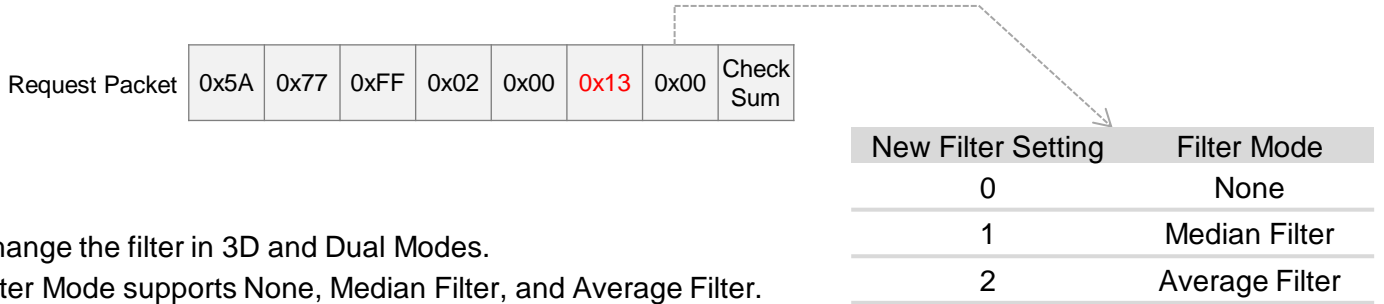 Request Packet 0x5A 0x77 0xFF 0x02 0x00 0x13 0x00 Check Sum
New Filter Setting Filter Mode
0 None
1 Median Filter
2 Average Filter
hange the filter in 3D and Dual Modes.
ter Mode supports None, Median Filter, and Average Filter.